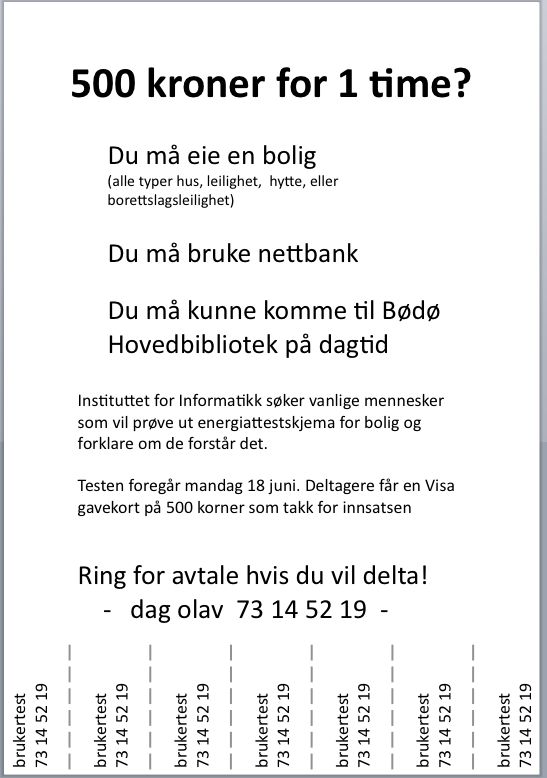 500 kroner for 1 time?
Du må eie en bolig
(alle typer hus, leilighet, hytte, eller
borettslagsleilighet)
Du må bruke nettbank
Du må kunne komme til Bødø
Hovedbibliotek på dagtid
Instituttet for Informatikk søker vanlige mennesker
som vil prøve ut energiattestskjema for bolig og
forklare om de forstår det.
Testen foregår mandag 18 juni. Deltagere får en Visa
gavekort på 500 korner som takk for innsatsen
Ring for avtale hvis du vil delta!
- dag olav 73 14 52 19 -
brukertest
73 14 52 19
brukertest
73 14 52 19
brukertest
73 14 52 19
brukertest
73 14 52 19
brukertest
73 14 52 19
brukertest
73 14 52 19
brukertest
73 14 52 19